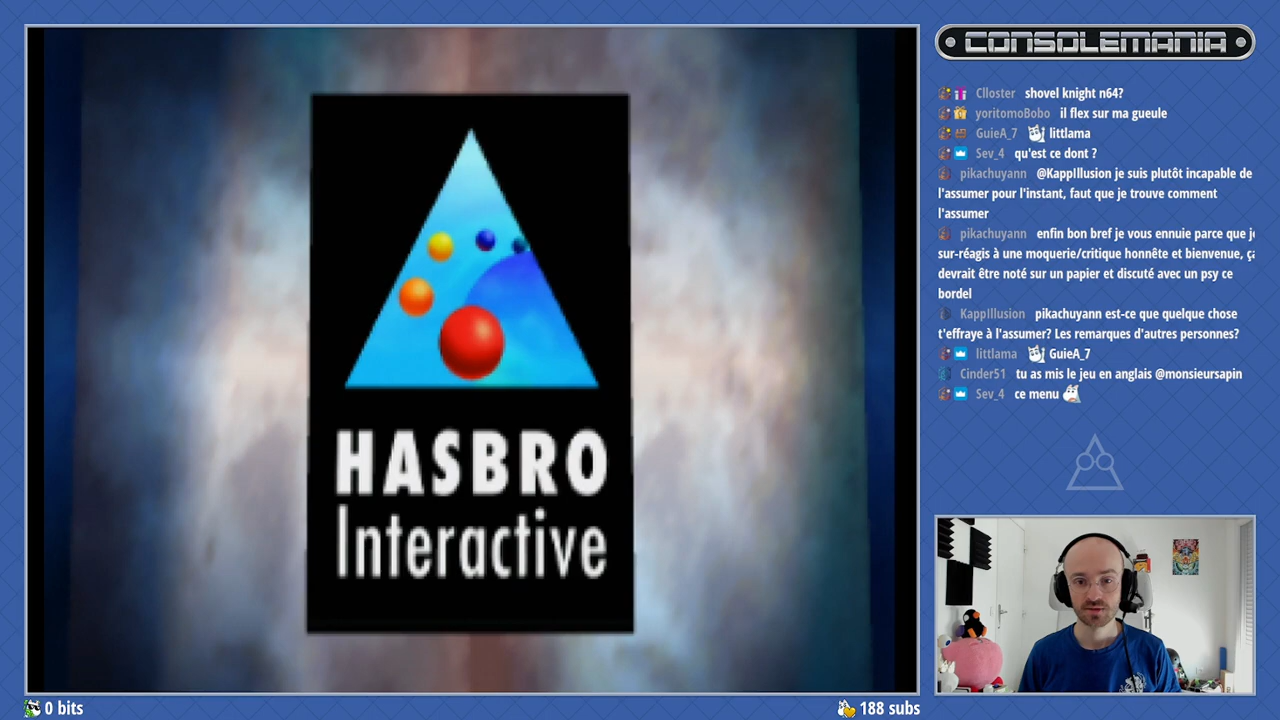 HASBRO
Interactive
CONSOLEMANIA
Clloster shovel knight n64?
yoritomoBobo il flex sur ma gueule
GuieA_7 littlama
Sev_4 qu'est ce dont ?
pikachuyann @KappIllusion je suis plutôt incapable de
l'assumer pour l'instant, faut que je trouve comment
l'assumer
pikachuyann enfin bon bref je vous ennuie parce que je
sur-réagis à une moquerie/critique honnête et bienvenue, ça
devrait être noté sur un papier et discuté avec un psy ce
bordel
KappIllusion pikachuyann est-ce que quelque chose
t'effraye à l'assumer? Les remarques d'autres personnes?
littlama GuieA_7
Cinder51 tu as mis le jeu en anglais @monsieursapin
Sev_4 ce menu
0 bits
188 subs